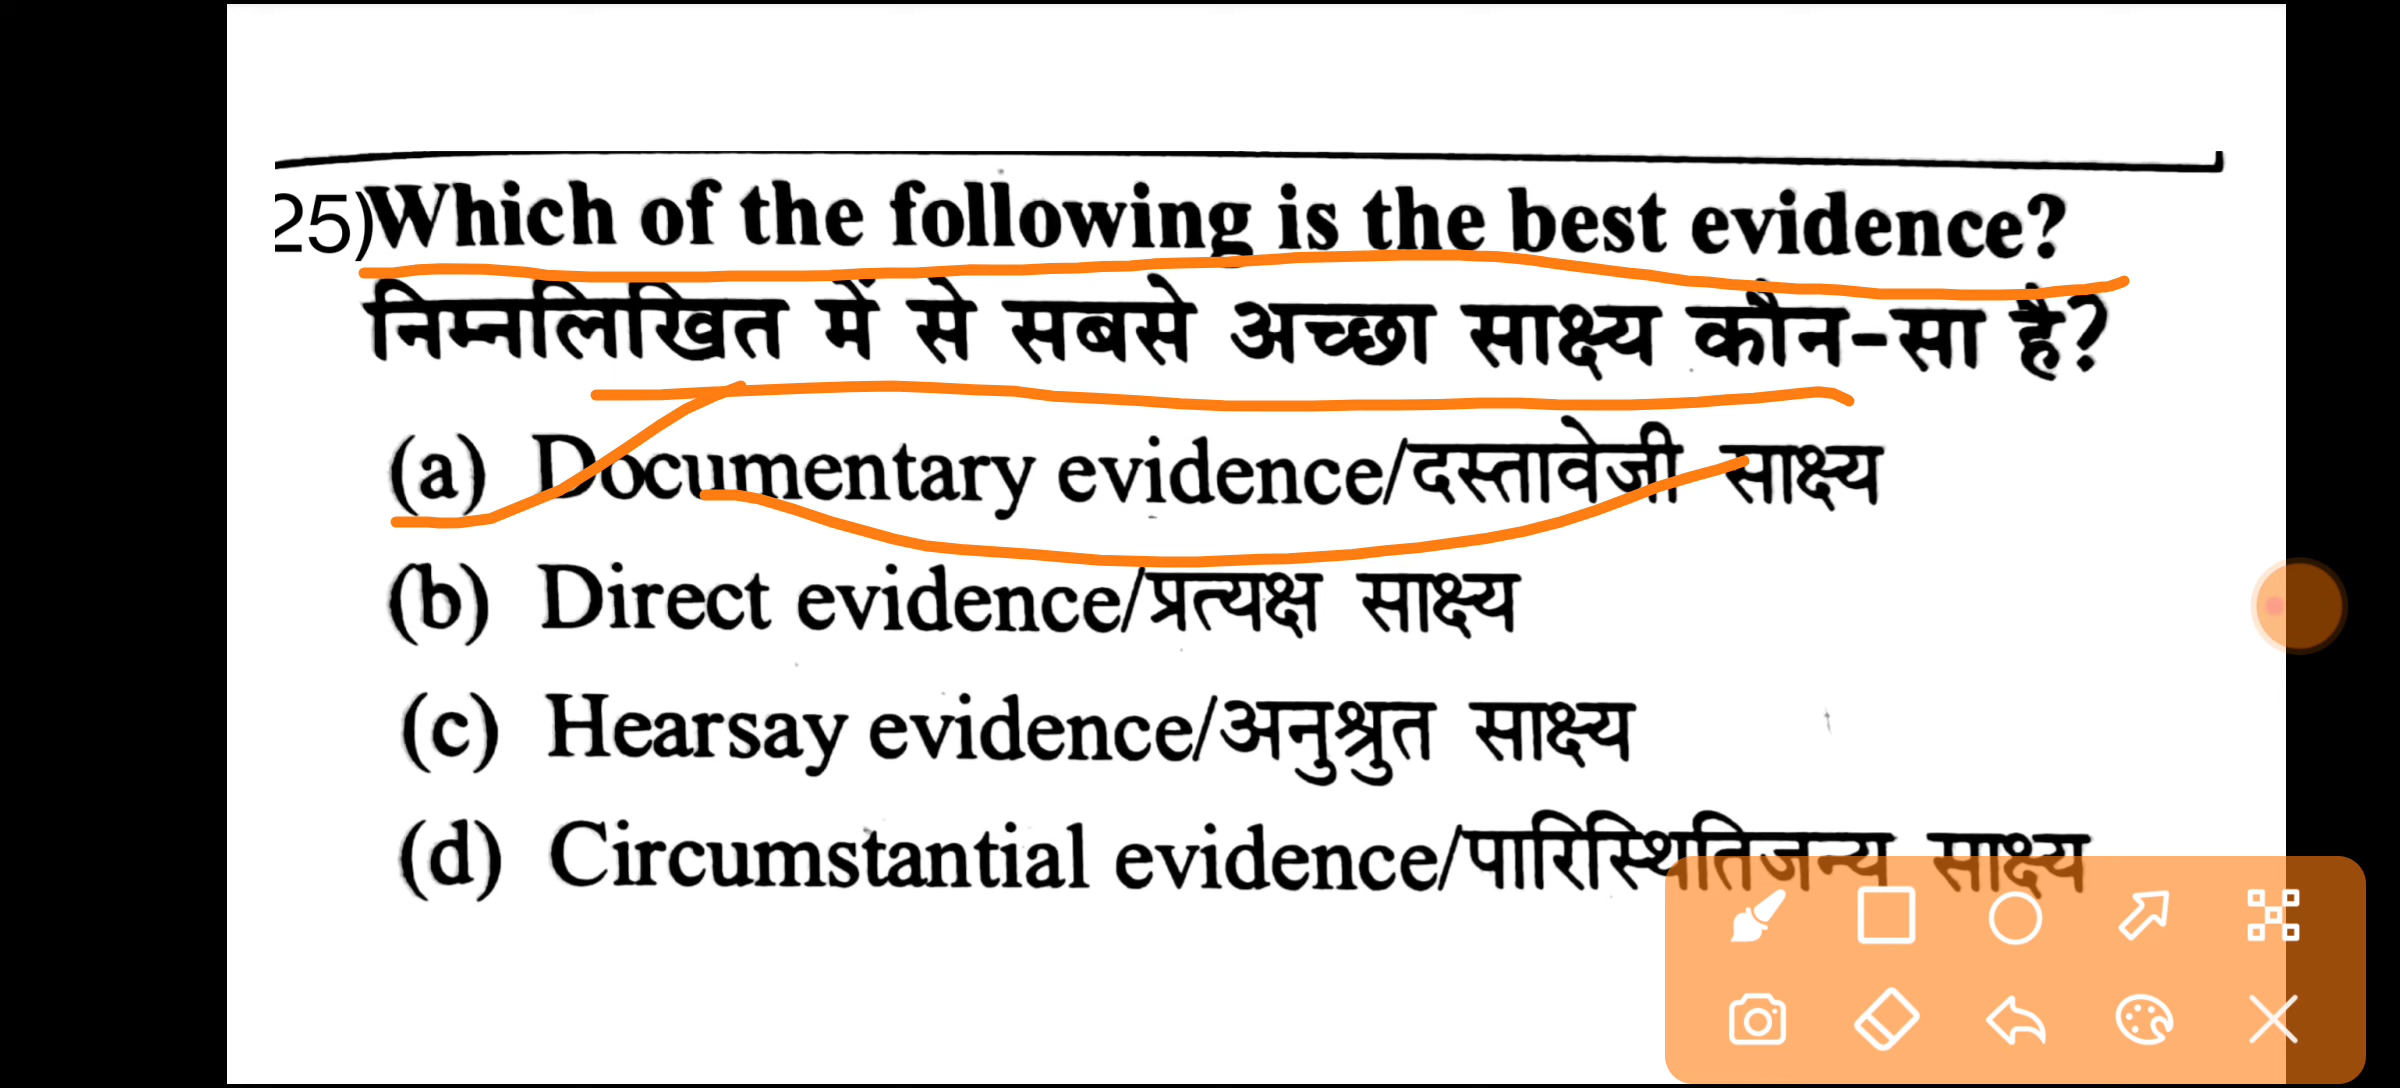 25)Which of the following is the best evidence?
निम्नलिखित में से सबसे अच्छा साक्ष्य कौन-सा है?
(a) Documentary evidence/दस्तावेजी साक्ष्य
(b) Direct evidence/प्रत्यक्ष साक्ष्य
(c) Hearsay evidence/अनुश्रुत साक्ष्य
(d) Circumstantial evidence/पारिस्थितिजन्य साक्ष्य